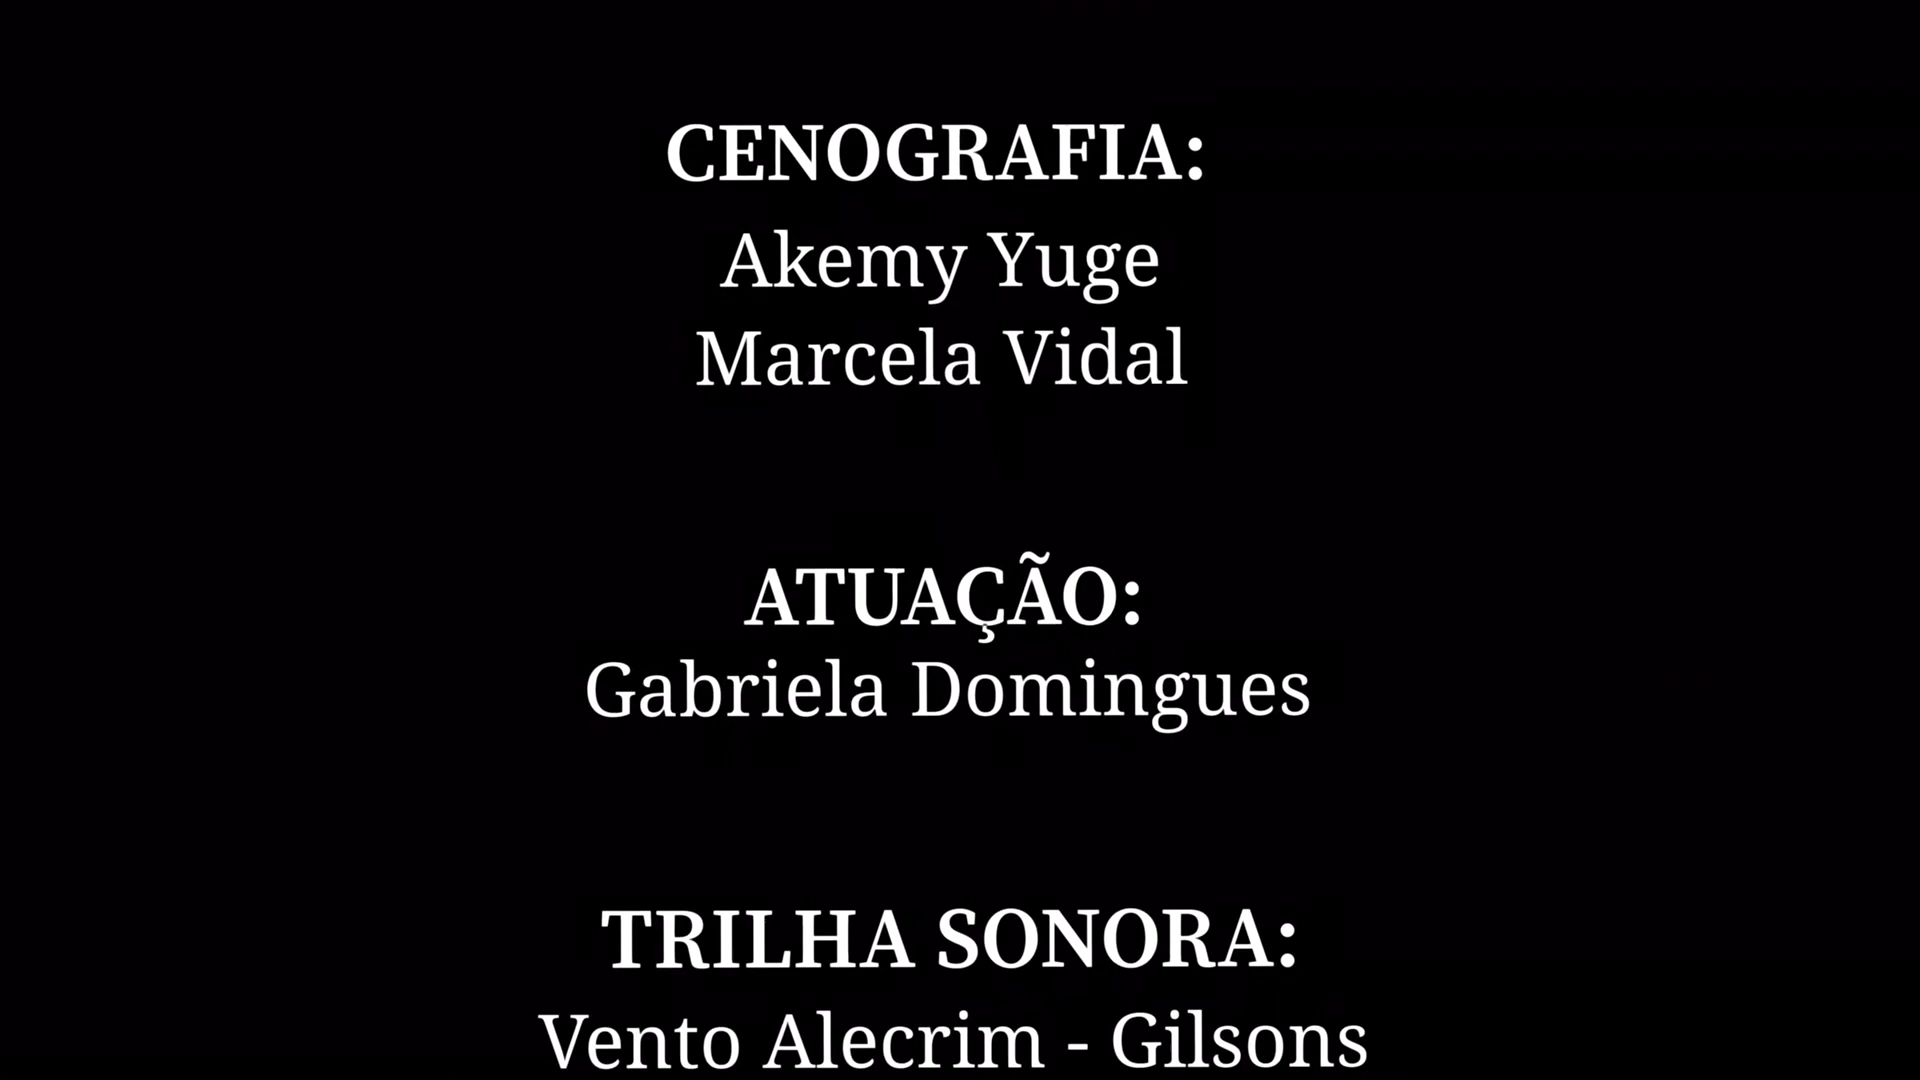 CENOGRAFIA:
Akemy Yuge
Marcela Vidal
ATUAÇÃO:
Gabriela Domingues
TRILHA SONORA:
Vento Alecrim - Gilsons